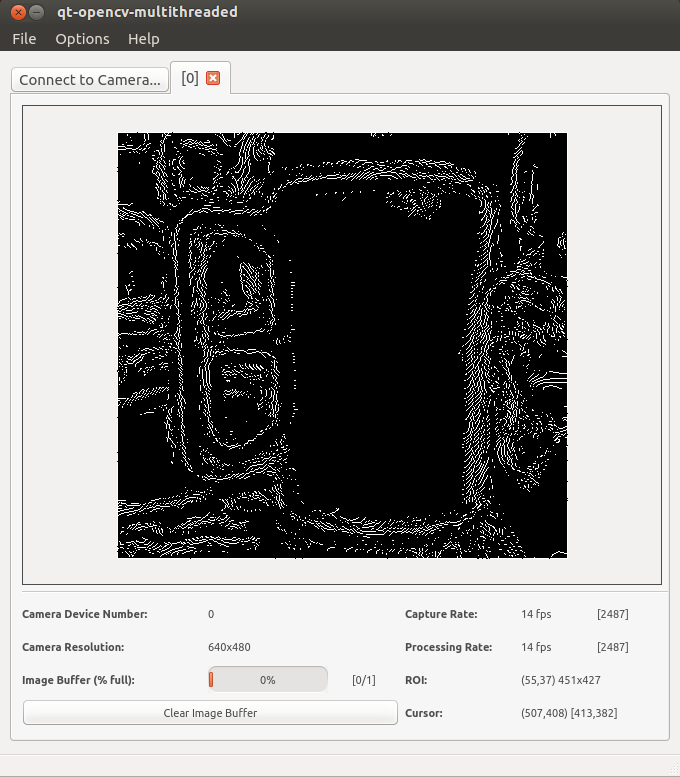 qt-opencv-multithreaded
File Options Help
Connect to Camera... [0]
Camera Device Number: 0 Capture Rate: 14 fps [2487]
Camera Resolution: 640x480 Processing Rate: 14 fps [2487]
Image Buffer (% full): 0% [0/1] ROI: (55,37) 451x427
Clear Image Buffer Cursor: (507,408) [413,382]